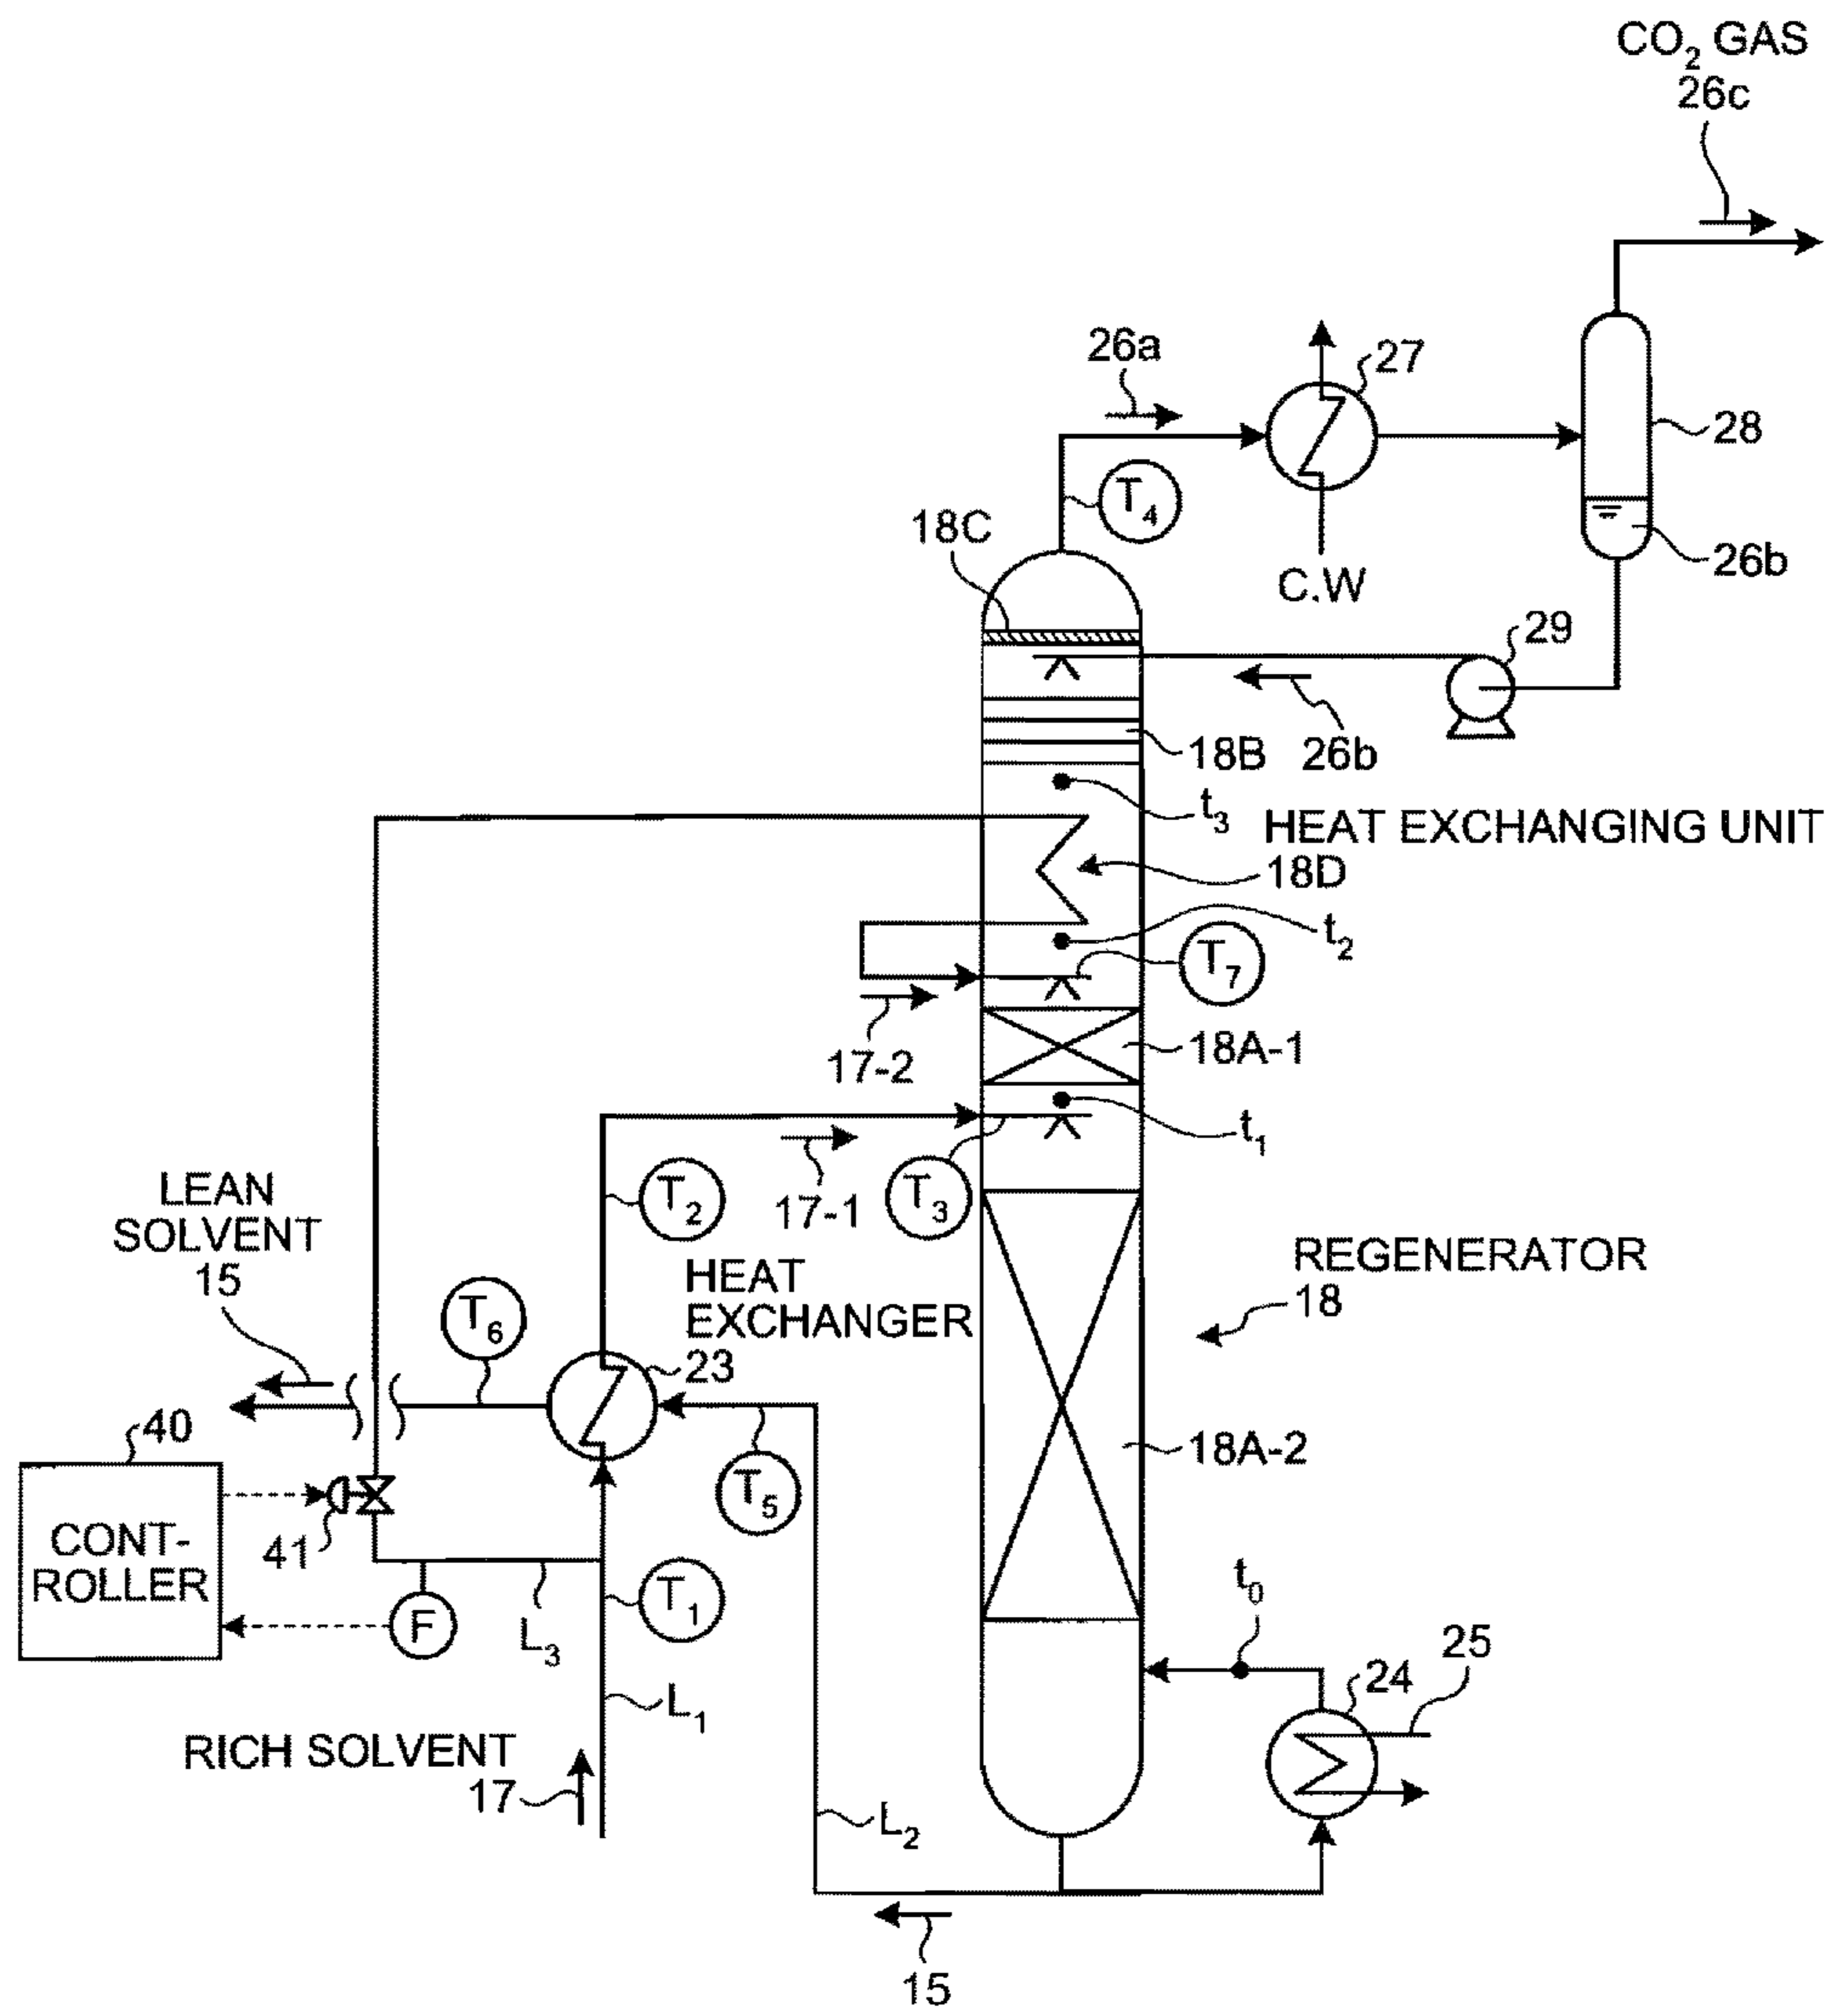 CO2 GAS
26c
26a
27
28
T4
18C
26b
C.W
29
18B
26b
t3
HEAT EXCHANGING UNIT
18D
t2
T7
17-2
18A-1
t1
T2
17-1
T3
LEAN
SOLVENT
15
REGENERATOR
18
HEAT
EXCHANGER
23
T6
40
18A-2
T5
41
CONT-
ROLLER
t0
T1
F
L3
25
24
L1
RICH SOLVENT
17
L2
15